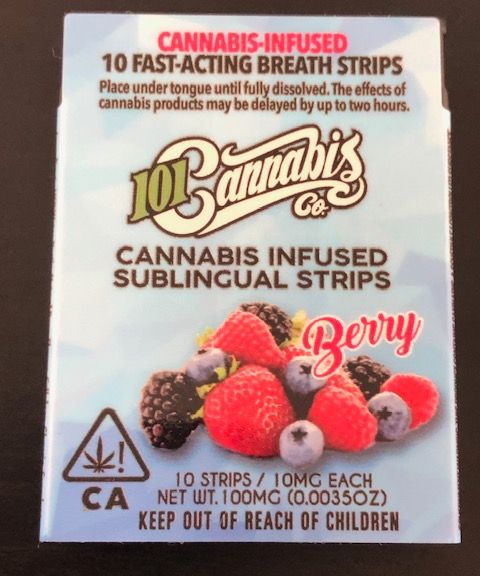 CANNABIS-INFUSED
10 FAST-ACTING BREATH STRIPS
Place under tongue until fully dissolved. The effects of
cannabis products may be delayed by up to two hours.
101 Cannabis
Co.
CANNABIS INFUSED
SUBLINGUAL STRIPS
Berry
!
CA
10 STRIPS / 10MG EACH
NET WT. 100MG (0.0035OZ)
KEEP OUT OF REACH OF CHILDREN